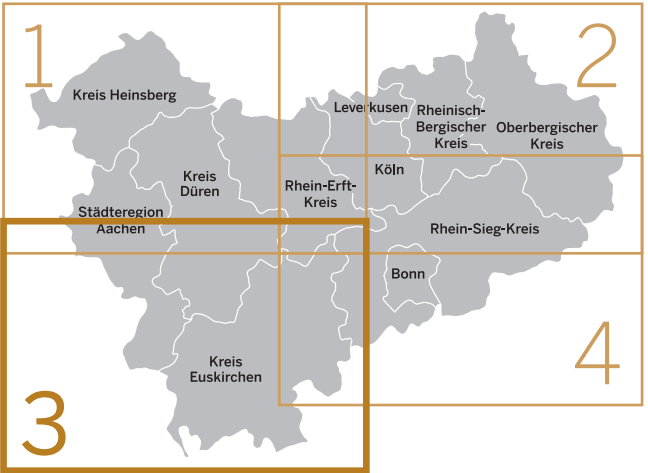 1
2
Kreis Heinsberg
Leverkusen
Rheinisch-
Bergischer
Kreis
Oberbergischer
Kreis
Kreis
Düren
Rhein-Erft-
Kreis
Köln
Städteregion
Aachen
Rhein-Sieg-Kreis
Bonn
Kreis
Euskirchen
3
4